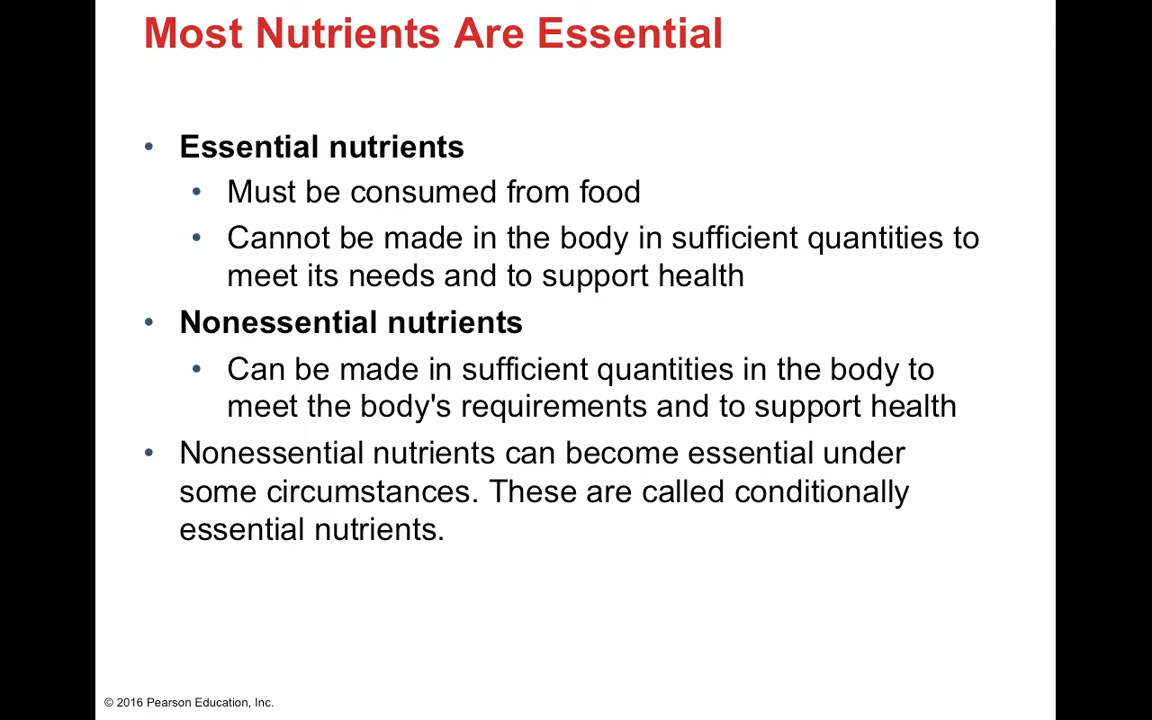 Most Nutrients Are Essential
• Essential nutrients
• Must be consumed from food
• Cannot be made in the body in sufficient quantities to
meet its needs and to support health
• Nonessential nutrients
• Can be made in sufficient quantities in the body to
meet the body's requirements and to support health
• Nonessential nutrients can become essential under
some circumstances. These are called conditionally
essential nutrients.
© 2016 Pearson Education, Inc.